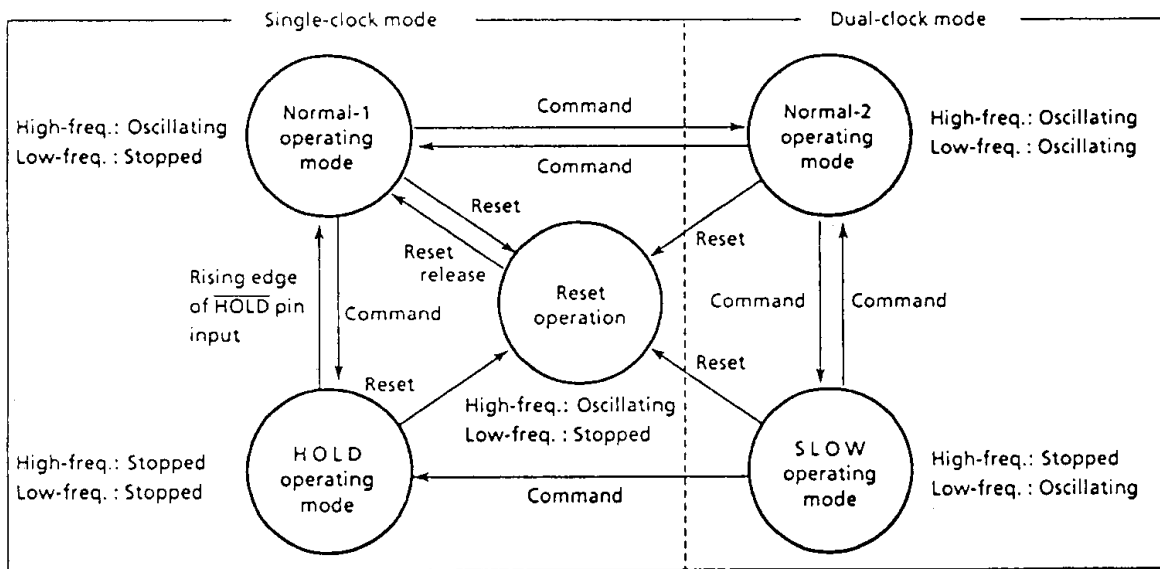 Single-clock mode
Dual-clock mode
Normal-1
operating
mode
High-freq.: Oscillating
Low-freq. : Stopped
Command
Command
Normal-2
operating
mode
High-freq.: Oscillating
Low-freq.: Oscillating
Reset
Reset
release
Reset
Reset
operation
High-freq.: Oscillating
Low-freq. : Stopped
Rising edge
of H̅O̅L̅D̅ pin
input
Command
Command
Command
Reset
Reset
HOLD
operating
mode
High-freq.: Stopped
Low-freq. : Stopped
Command
SLOW
operating
mode
High-freq.: Stopped
Low-freq. : Oscillating